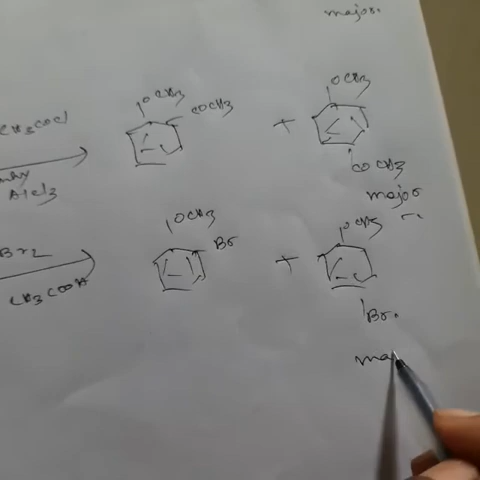 major.
OCH3
OCH3
COCH3
CH3COCl
+
AlCl3
COCH3
major
OCH3
OCH3
Br
Br2
+
CH3COOH
Br.
ma